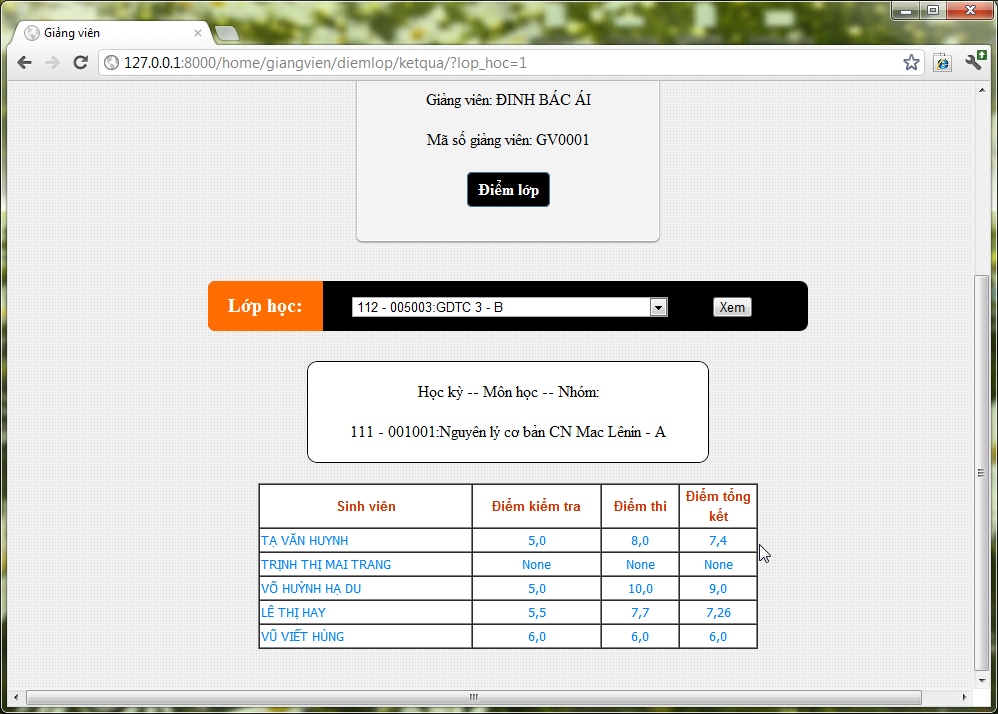 Giảng viên
127.0.0.1:8000/home/giangvien/diemlop/ketqua/?lop_hoc=1
Giảng viên: ĐINH BÁC ÁI
Mã số giảng viên: GV0001
Điểm lớp
Lớp học: 112 - 005003:GDTC 3 - B Xem
Học kỳ -- Môn học -- Nhóm:
111 - 001001:Nguyên lý cơ bản CN Mac Lênin - A
Sinh viên Điểm kiểm tra Điểm thi Điểm tổng kết
TẠ VĂN HUYNH 5,0 8,0 7,4
TRỊNH THỊ MAI TRANG None None None
VÕ HUỲNH HẠ DU 5,0 10,0 9,0
LÊ THỊ HAY 5,5 7,7 7,26
VŨ VIẾT HÙNG 6,0 6,0 6,0